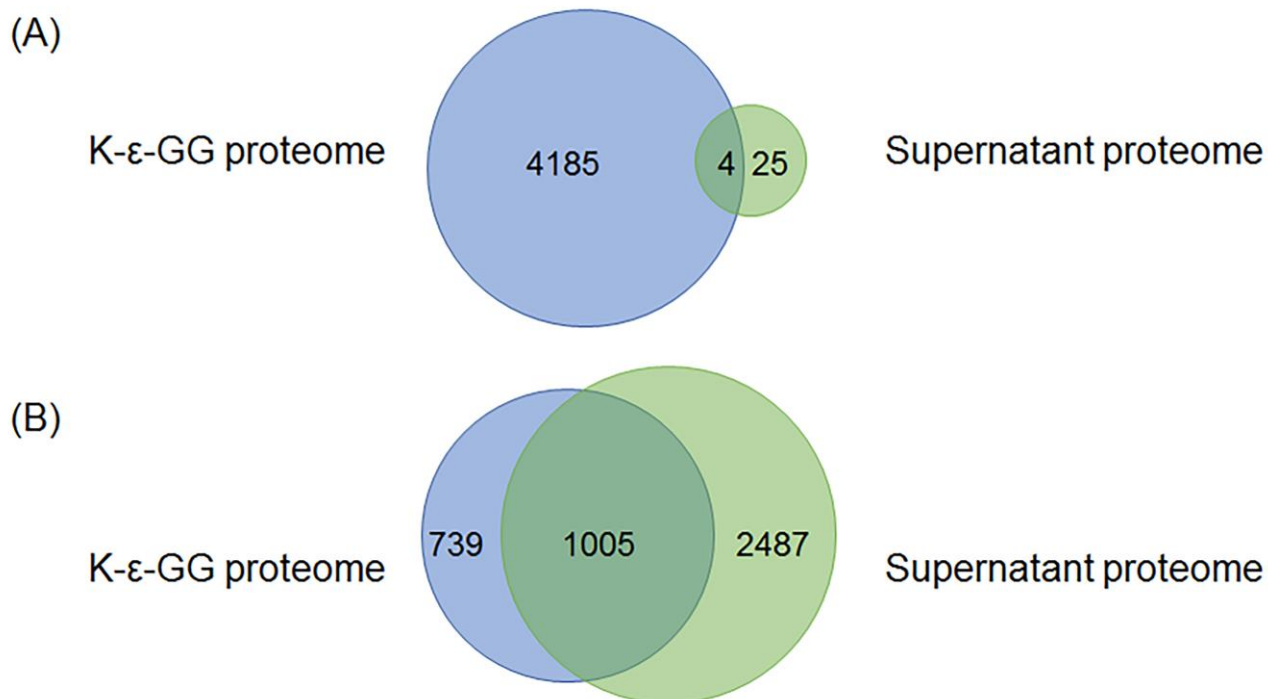 (A)
K-ε-GG proteome
4185
4
25
Supernatant proteome
(B)
K-ε-GG proteome
739
1005
2487
Supernatant proteome